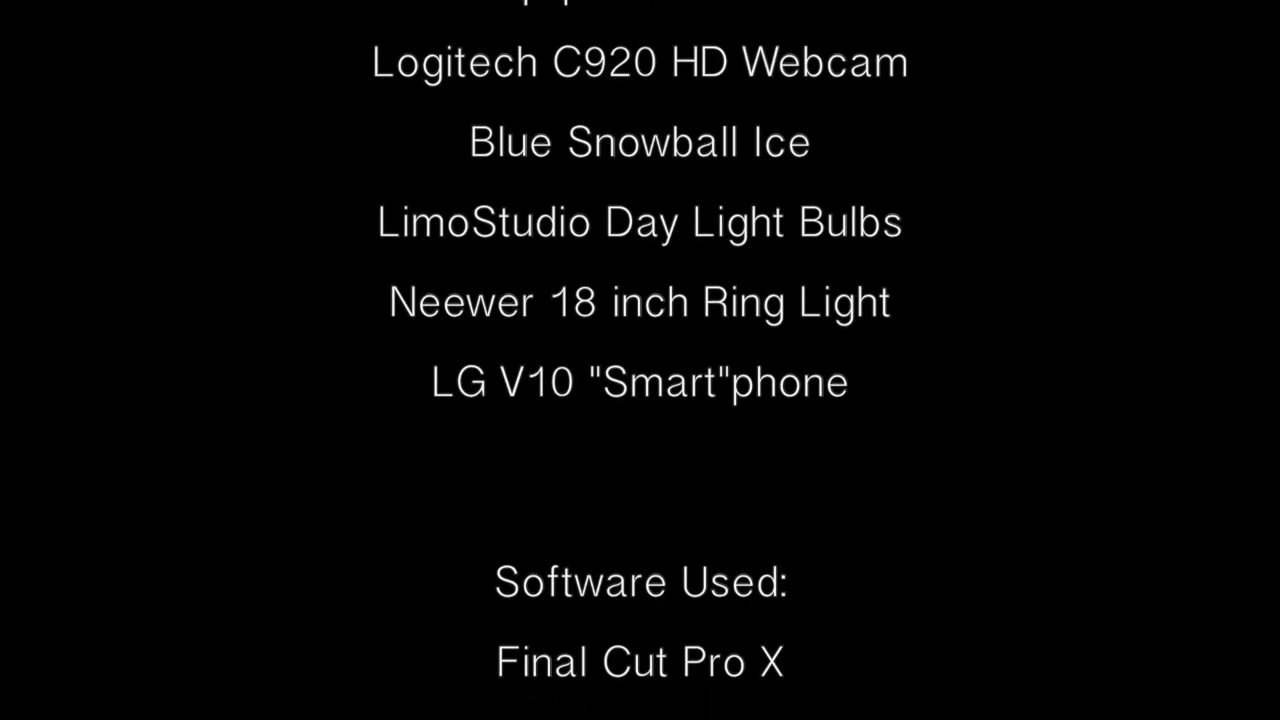 Logitech C920 HD Webcam
Blue Snowball Ice
LimoStudio Day Light Bulbs
Neewer 18 inch Ring Light
LG V10 "Smart"phone
Software Used:
Final Cut Pro X